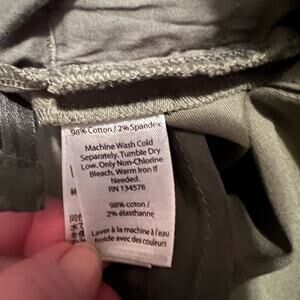 98% Cotton / 2% Spandex
Machine Wash Cold
Separately. Tumble Dry
Low. Only Non-Chlorine
Bleach, Warm Iron If
Needed.
RN 134578
98% coton /
2% élasthanne
Laver à la machine à l'eau
froide avec des couleurs